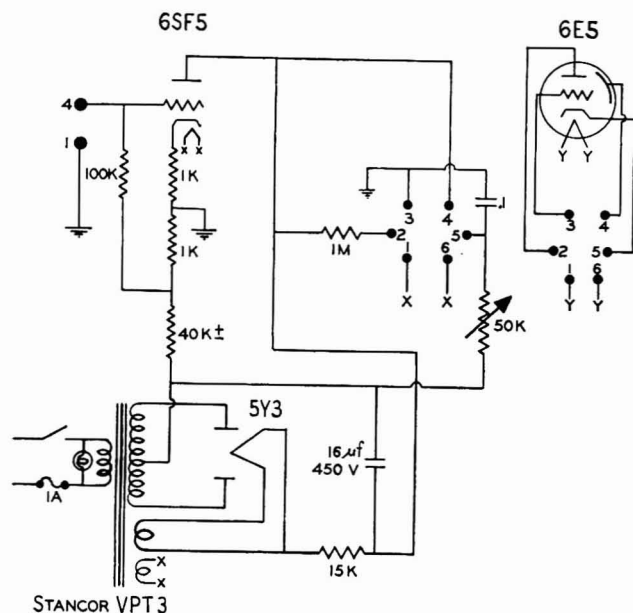 6SF5
6E5
4
1
100K
X X
1K
1K
40K±
3
4
.1
2
5
1M
1
6
X
X
50K
Y Y
3
4
2
5
1
6
Y
Y
5Y3
16µf
450 V
1A
15K
X
X
STANCOR VPT3